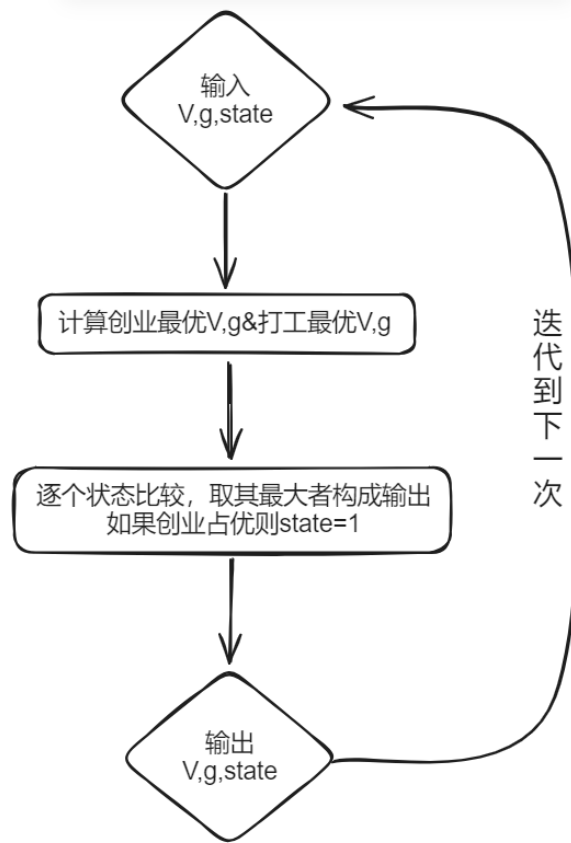 输入
V,g,state
计算创业最优V,g&打工最优V,g
逐个状态比较，取其最大者构成输出
如果创业占优则state=1
输出
V,g,state
迭代到下一次